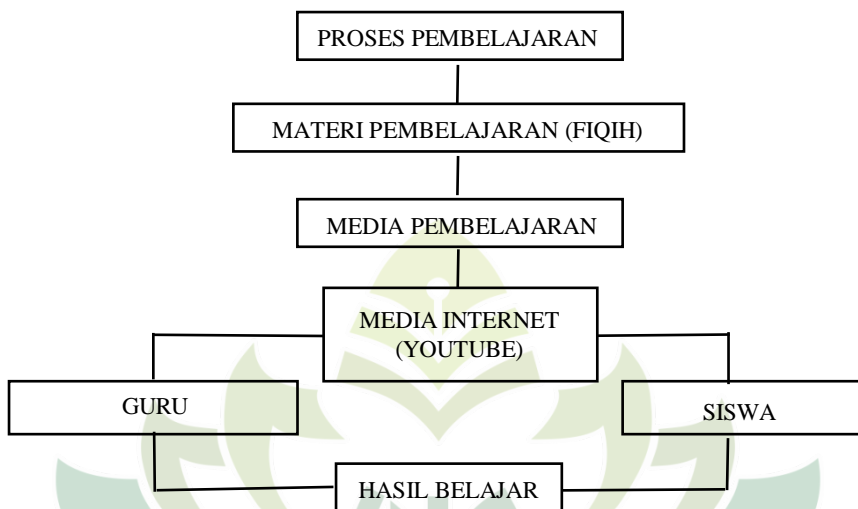 PROSES PEMBELAJARAN
MATERI PEMBELAJARAN (FIQIH)
MEDIA PEMBELAJARAN
MEDIA INTERNET
(YOUTUBE)
GURU
SISWA
HASIL BELAJAR